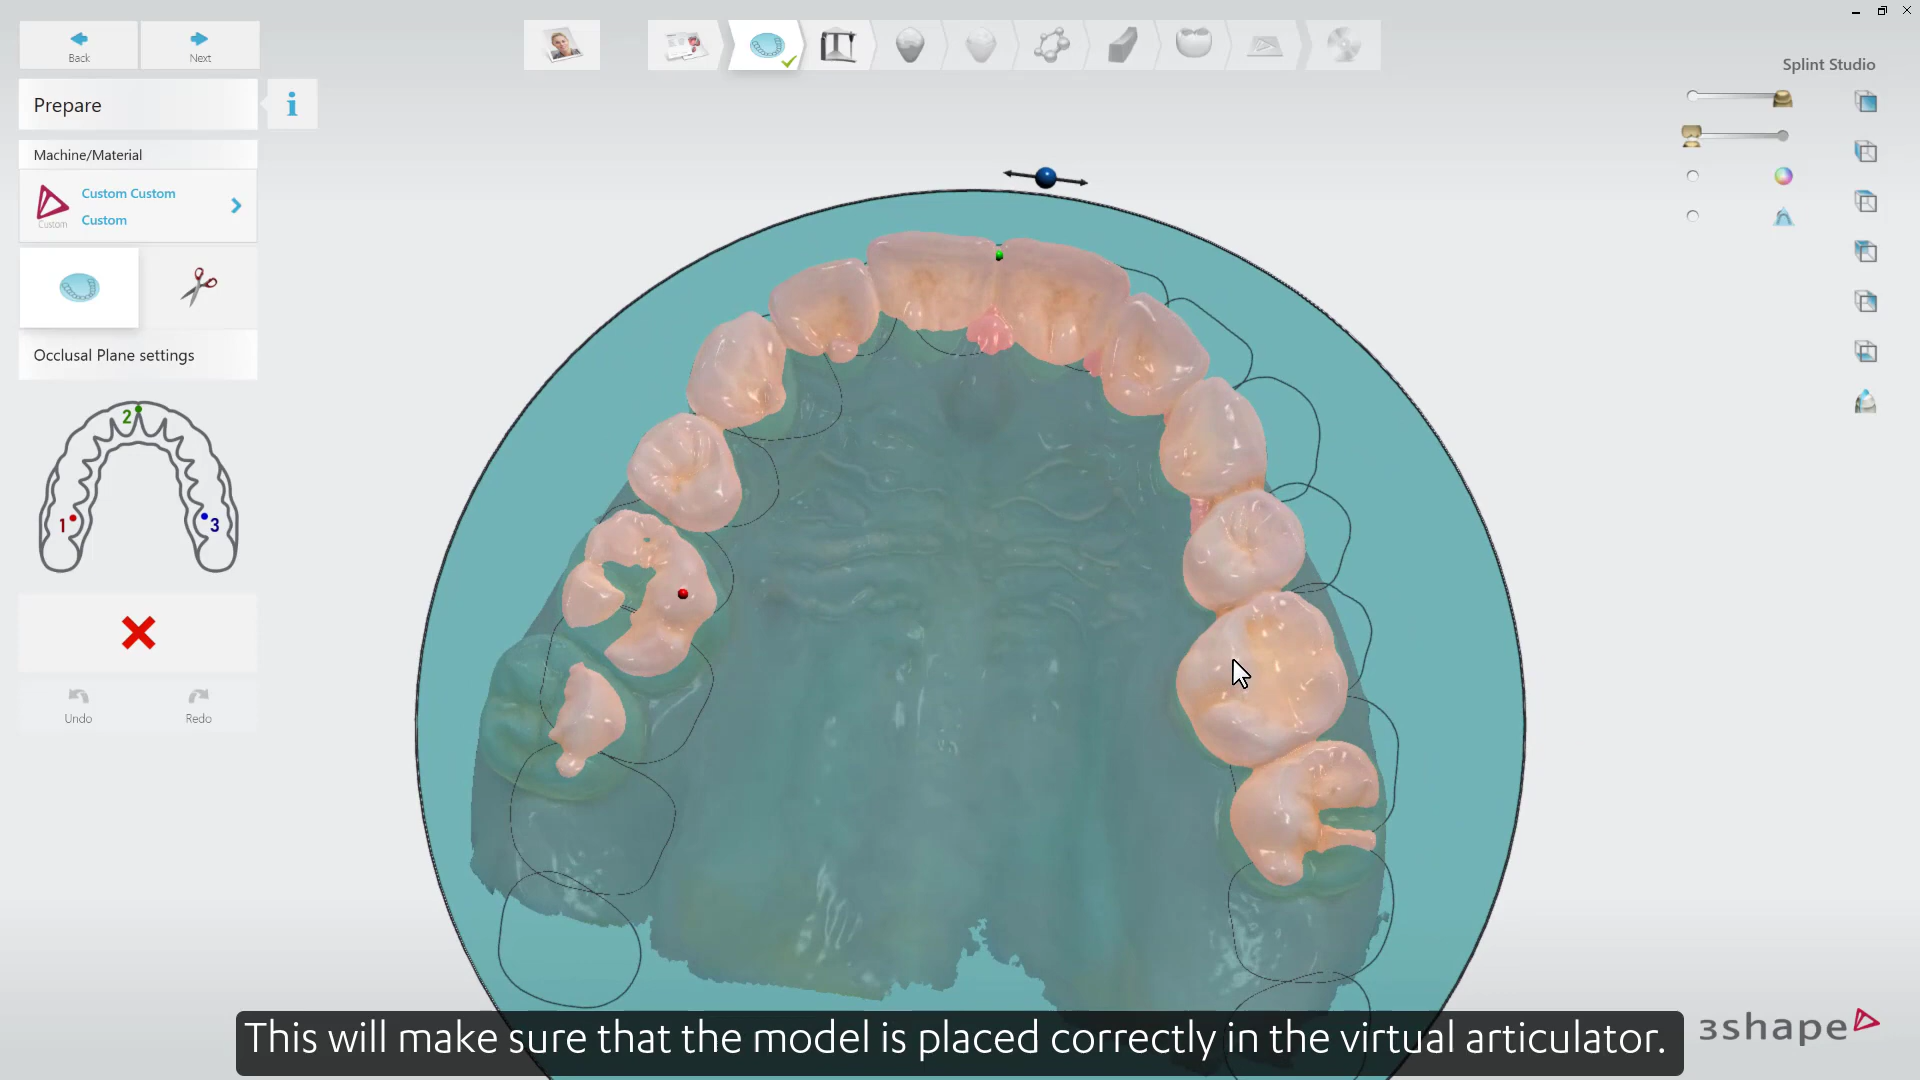 Back
Next
Splint Studio
Prepare
i
Machine/Material
Custom Custom
Custom
Custom
Occlusal Plane settings
2
1
3
Undo
Redo
This will make sure that the model is placed correctly in the virtual articulator.
3shape